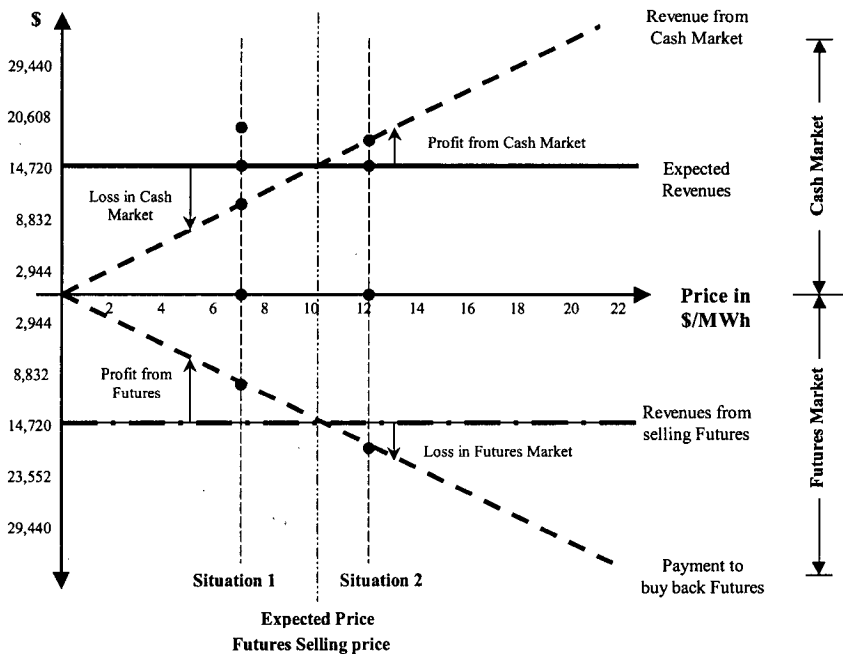 $
Revenue from
Cash Market
29,440
20,608
Profit from Cash Market
14,720
Expected
Revenues
Loss in Cash
Market
8,832
2,944
Cash Market
2 4 6 8 10 12 14 16 18 20 22
Price in
$/MWh
2,944
8,832
Profit from
Futures
14,720
Revenues from
selling Futures
Loss in Futures Market
23,552
29,440
Futures Market
Situation 1
Situation 2
Payment to
buy back Futures
Expected Price
Futures Selling price